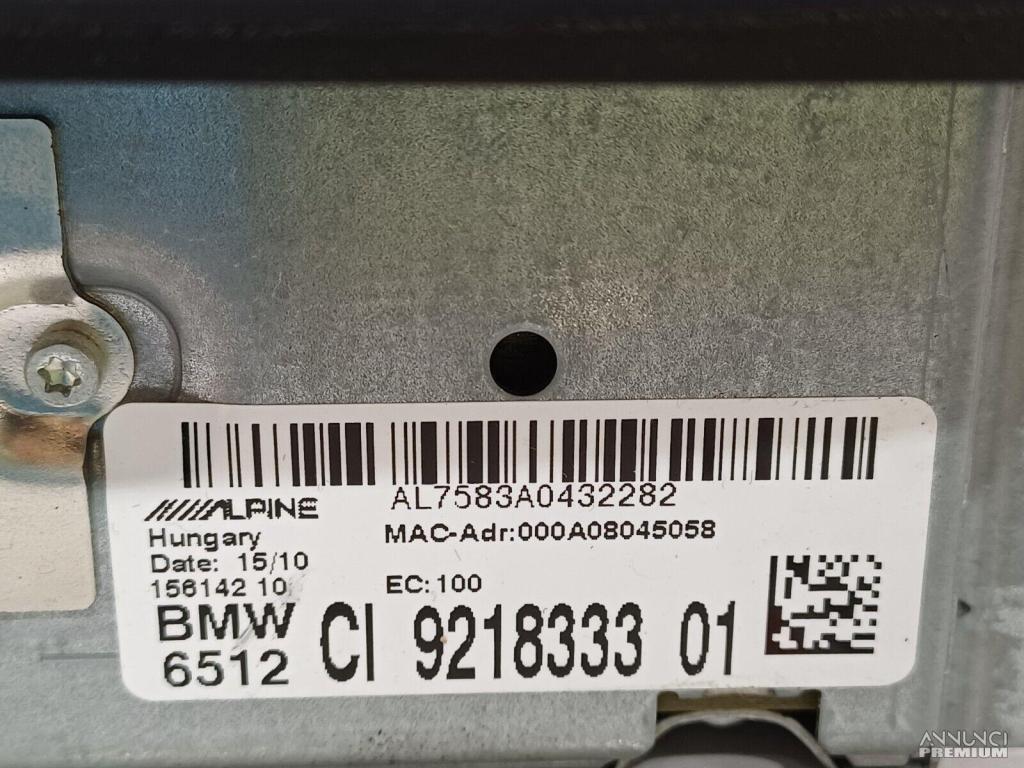 AL7583A0432282
ALPINE
MAC-Adr:000A08045058
Hungary
Date: 15/10
156142 10
EC:100
BMW
6512
CI 9218333 01
ANNUNCI
PREMIUM